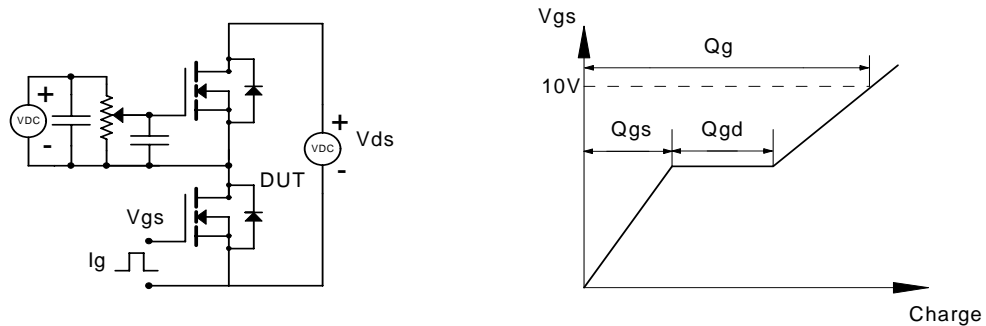 +
VDC
-
+
VDC
-
Vds
DUT
Vgs
Ig
Vgs
Qg
10V
Qgs
Qgd
Charge